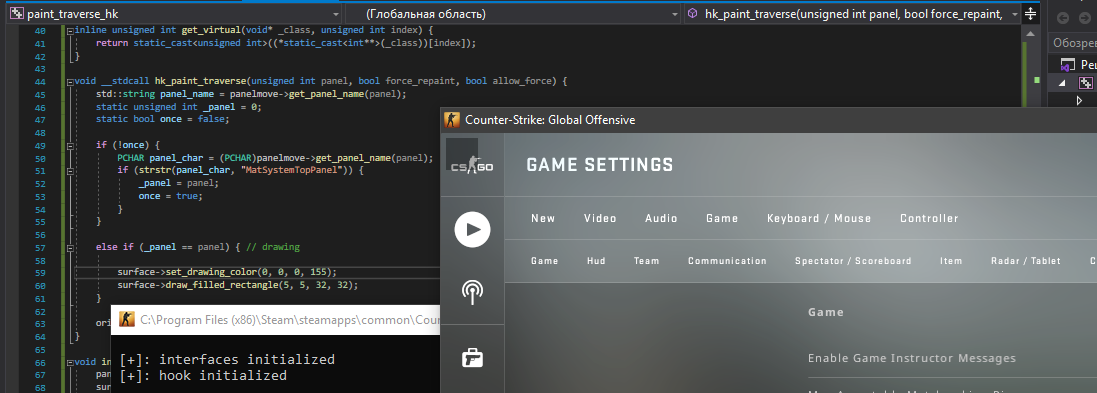 paint_traverse_hk
(Глобальная область)
hk_paint_traverse(unsigned int panel, bool force_repaint,
40 inline unsigned int get_virtual(void* _class, unsigned int index) {
41 return static_cast<unsigned int>((*static_cast<int**>(_class))[index]);
42 }
43
44 void __stdcall hk_paint_traverse(unsigned int panel, bool force_repaint, bool allow_force) {
45 std::string panel_name = panelmove->get_panel_name(panel);
46 static unsigned int _panel = 0;
47 static bool once = false;
48
49 if (!once) {
50 PCHAR panel_char = (PCHAR)panelmove->get_panel_name(panel);
51 if (strstr(panel_char, "MatSystemTopPanel")) {
52 _panel = panel;
53 once = true;
54 }
55 }
56
57 else if (_panel == panel) { // drawing
58
59 surface->set_drawing_color(0, 0, 0, 155);
60 surface->draw_filled_rectangle(5, 5, 32, 32);
61 }
62
63 ori
64 }
65
66 void in
67 pan
68 sur
Обозрев
Реш
Counter-Strike: Global Offensive
CS GO
GAME SETTINGS
New Video Audio Game Keyboard / Mouse Controller
Game Hud Team Communication Spectator / Scoreboard Item Radar / Tablet C
Game
Enable Game Instructor Messages
C:\Program Files (x86)\Steam\steamapps\common\Cou
[+]: interfaces initialized
[+]: hook initialized